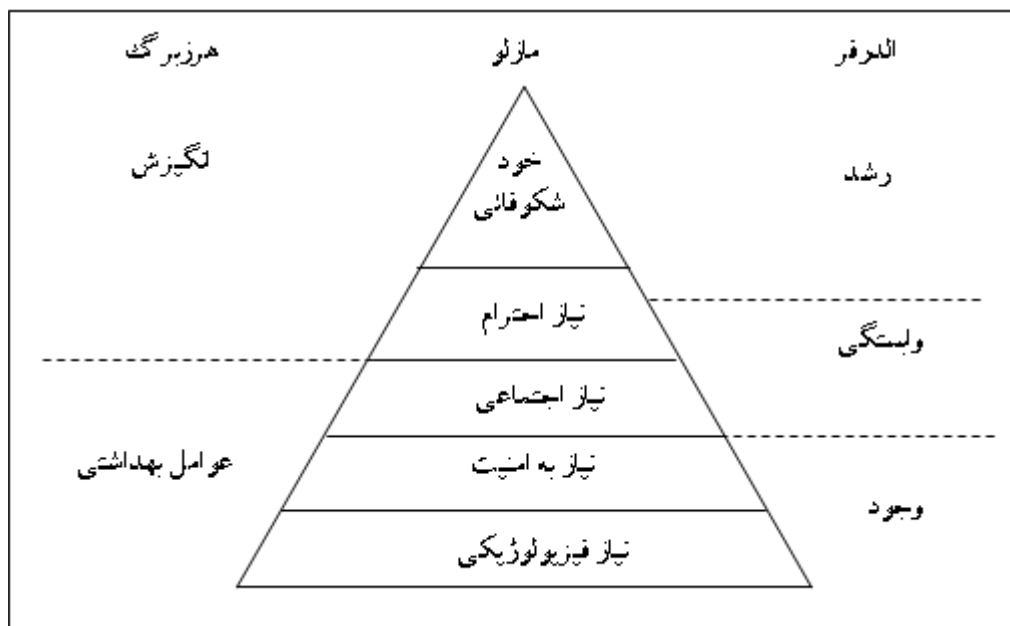 هرزبرگ
مازلو
الدرفر
انگیزش
خود
شکوفائی
رشد
نیاز احترام
وابستگی
نیاز اجتماعی
عوامل بهداشتی
نیاز به امنیت
وجود
نیاز فیزیولوژیکی